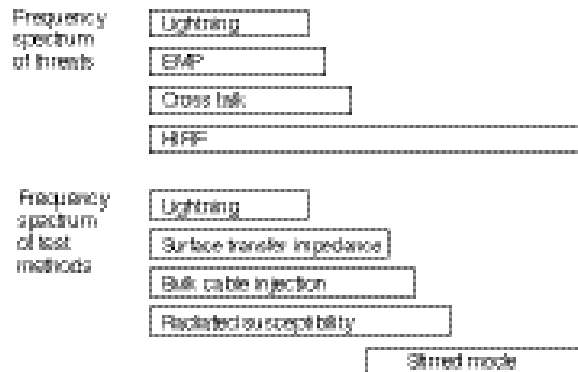 Frequency
spectrum
of threats
Lightning
EMP
Cross talk
HIRF
Frequency
spectrum
of test
methods
Lightning
Surface transfer impedance
Bulk cable injection
Radiated susceptibility
Stirred mode